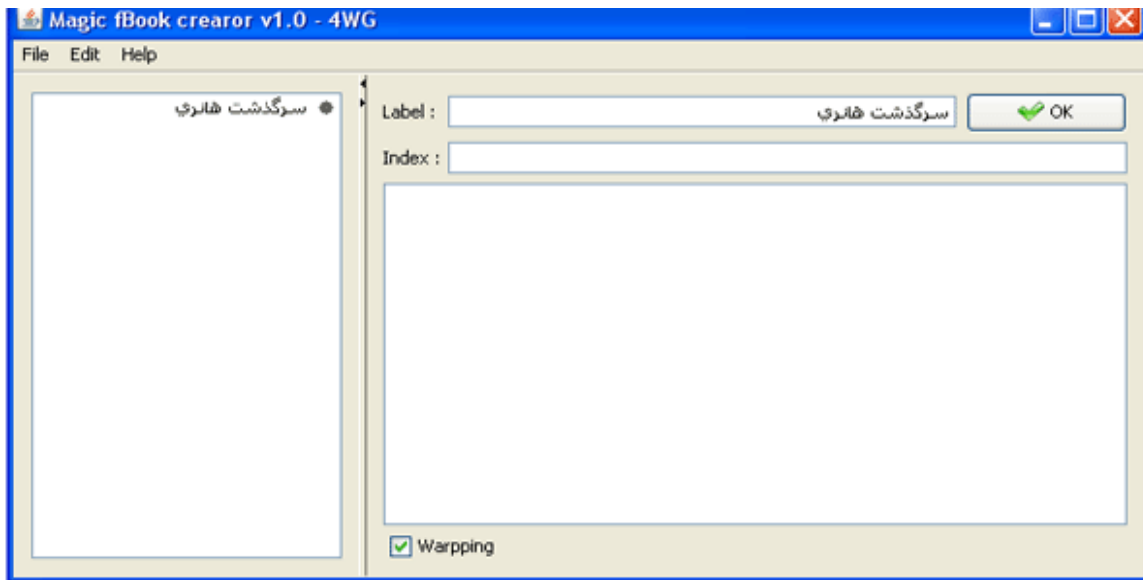 Magic fBook crearor v1.0 - 4WG
File Edit Help
سرگذشت هانري
Label : سرگذشت هانري OK
Index :
Warpping